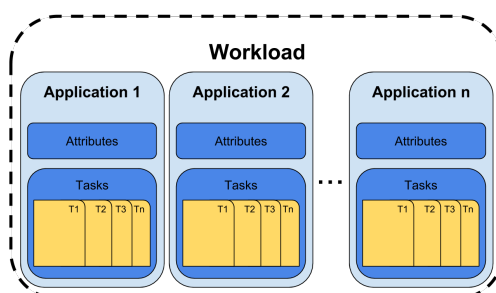 Workload
Application 1
Application 2
Application n
Attributes
Attributes
...
Attributes
Tasks
Tasks
Tasks
T1 T2 T3 Tn
T1 T2 T3 Tn
T1 T2 T3 Tn